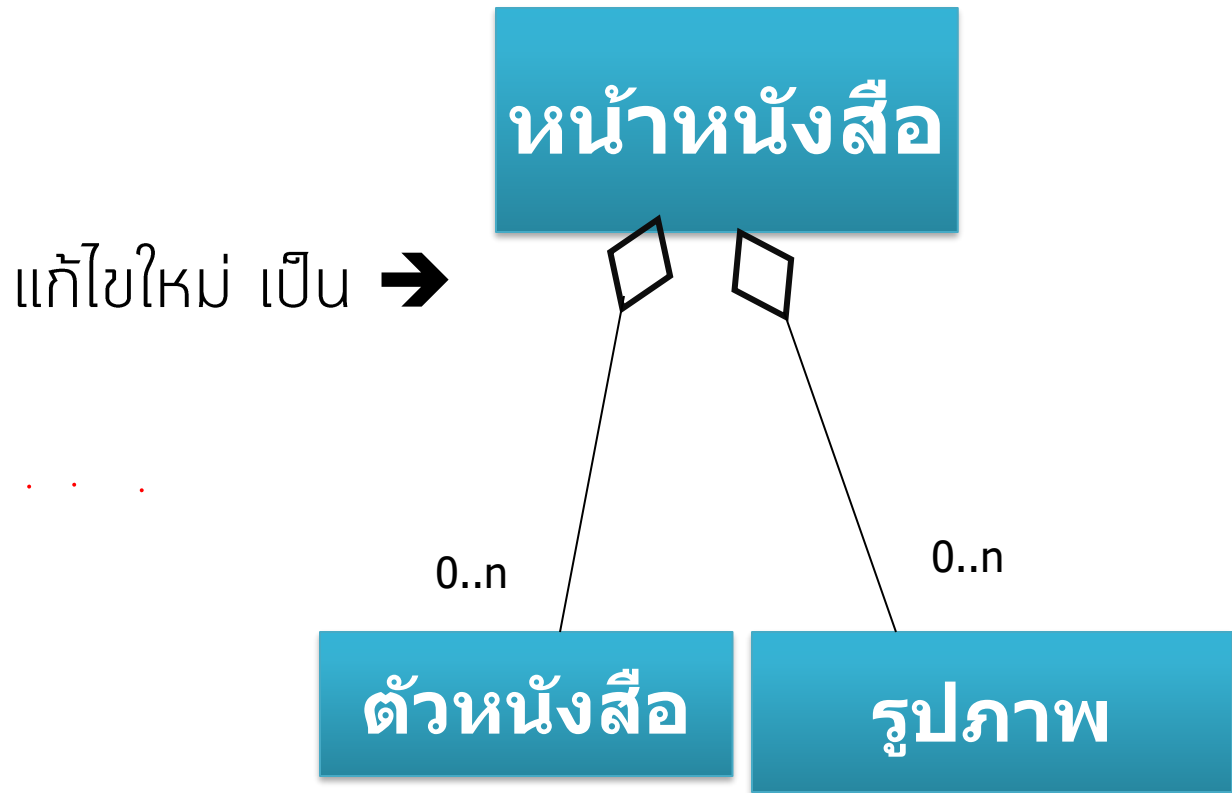 หน้าหนังสือ
แก้ไขใหม่ เป็น ➔
0..n
0..n
ตัวหนังสือ
รูปภาพ